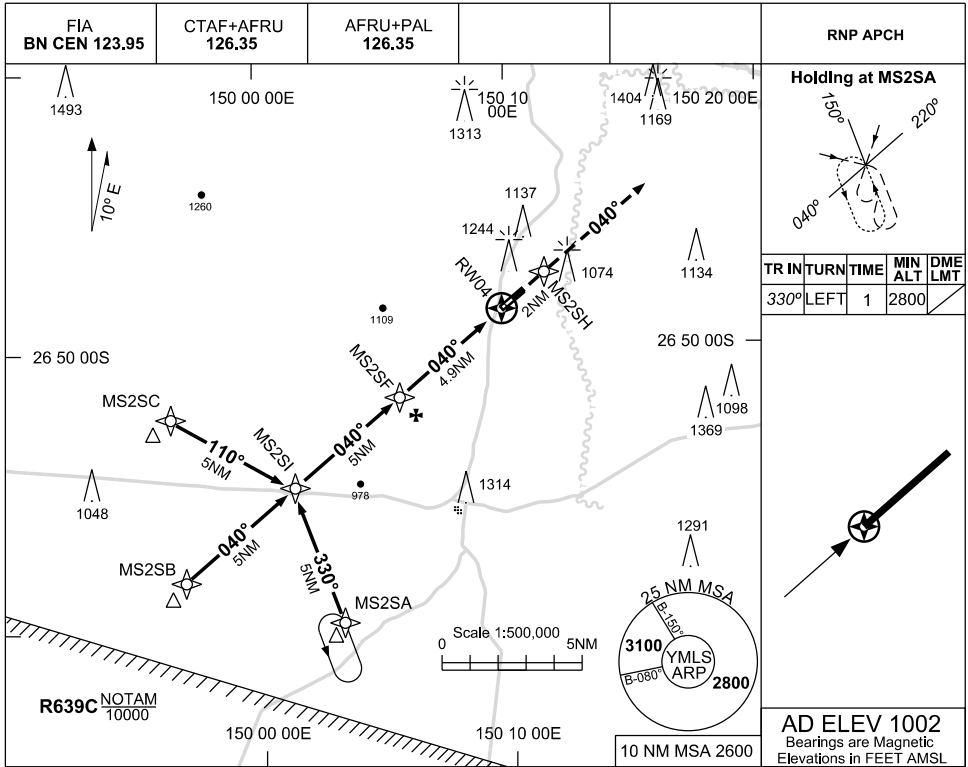 FIA
BN CEN 123.95
CTAF+AFRU
126.35
AFRU+PAL
126.35
RNP APCH
1493
150 00 00E
1313
150 10
00E
1404
1169
150 20 00E
10° E
1260
1137
1244
040°
RW04
1074
1134
MS2SH
2NM
1109
26 50 00S
26 50 00S
040°
4.9NM
MS2SF
1098
1369
MS2SC
MS2SI
110°
5NM
040°
5NM
978
1314
1048
040°
5NM
330°
5NM
1291
MS2SB
MS2SA
25 NM MSA
B-150°
3100
YMLS
ARP
2800
B-080°
Scale 1:500,000
0
5NM
R639C NOTAM
10000
150 00 00E
150 10 00E
10 NM MSA 2600
Holding at MS2SA
150°
220°
040°
TR IN TURN TIME MIN ALT DME LMT
330° LEFT 1 2800
AD ELEV 1002
Bearings are Magnetic
Elevations in FEET AMSL